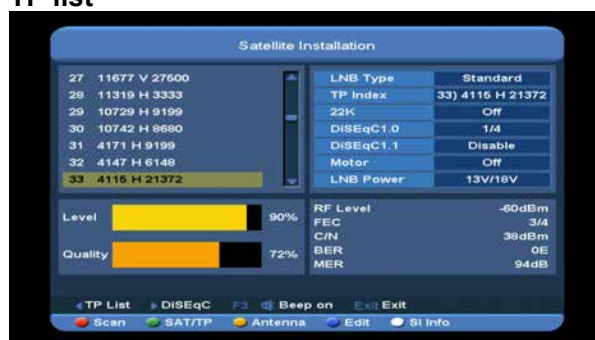 TP list
Satellite Installation
27 11677 V 27500
28 11319 H 3333
29 10729 H 9199
30 10742 H 8680
31 4171 H 9199
32 4147 H 6148
33 4115 H 21372
LNB Type Standard
TP Index 33) 4115 H 21372
22K Off
DiSEqC1.0 1/4
DiSEqC1.1 Disable
Motor Off
LNB Power 13V/18V
Level 90%
Quality 72%
RF Level -60dBm
FEC 3/4
C/N 38dBm
BER 0E
MER 94dB
TP List DiSEqC F3 Beep on Exit Exit
Scan SAT/TP Antenna Edit SI Info